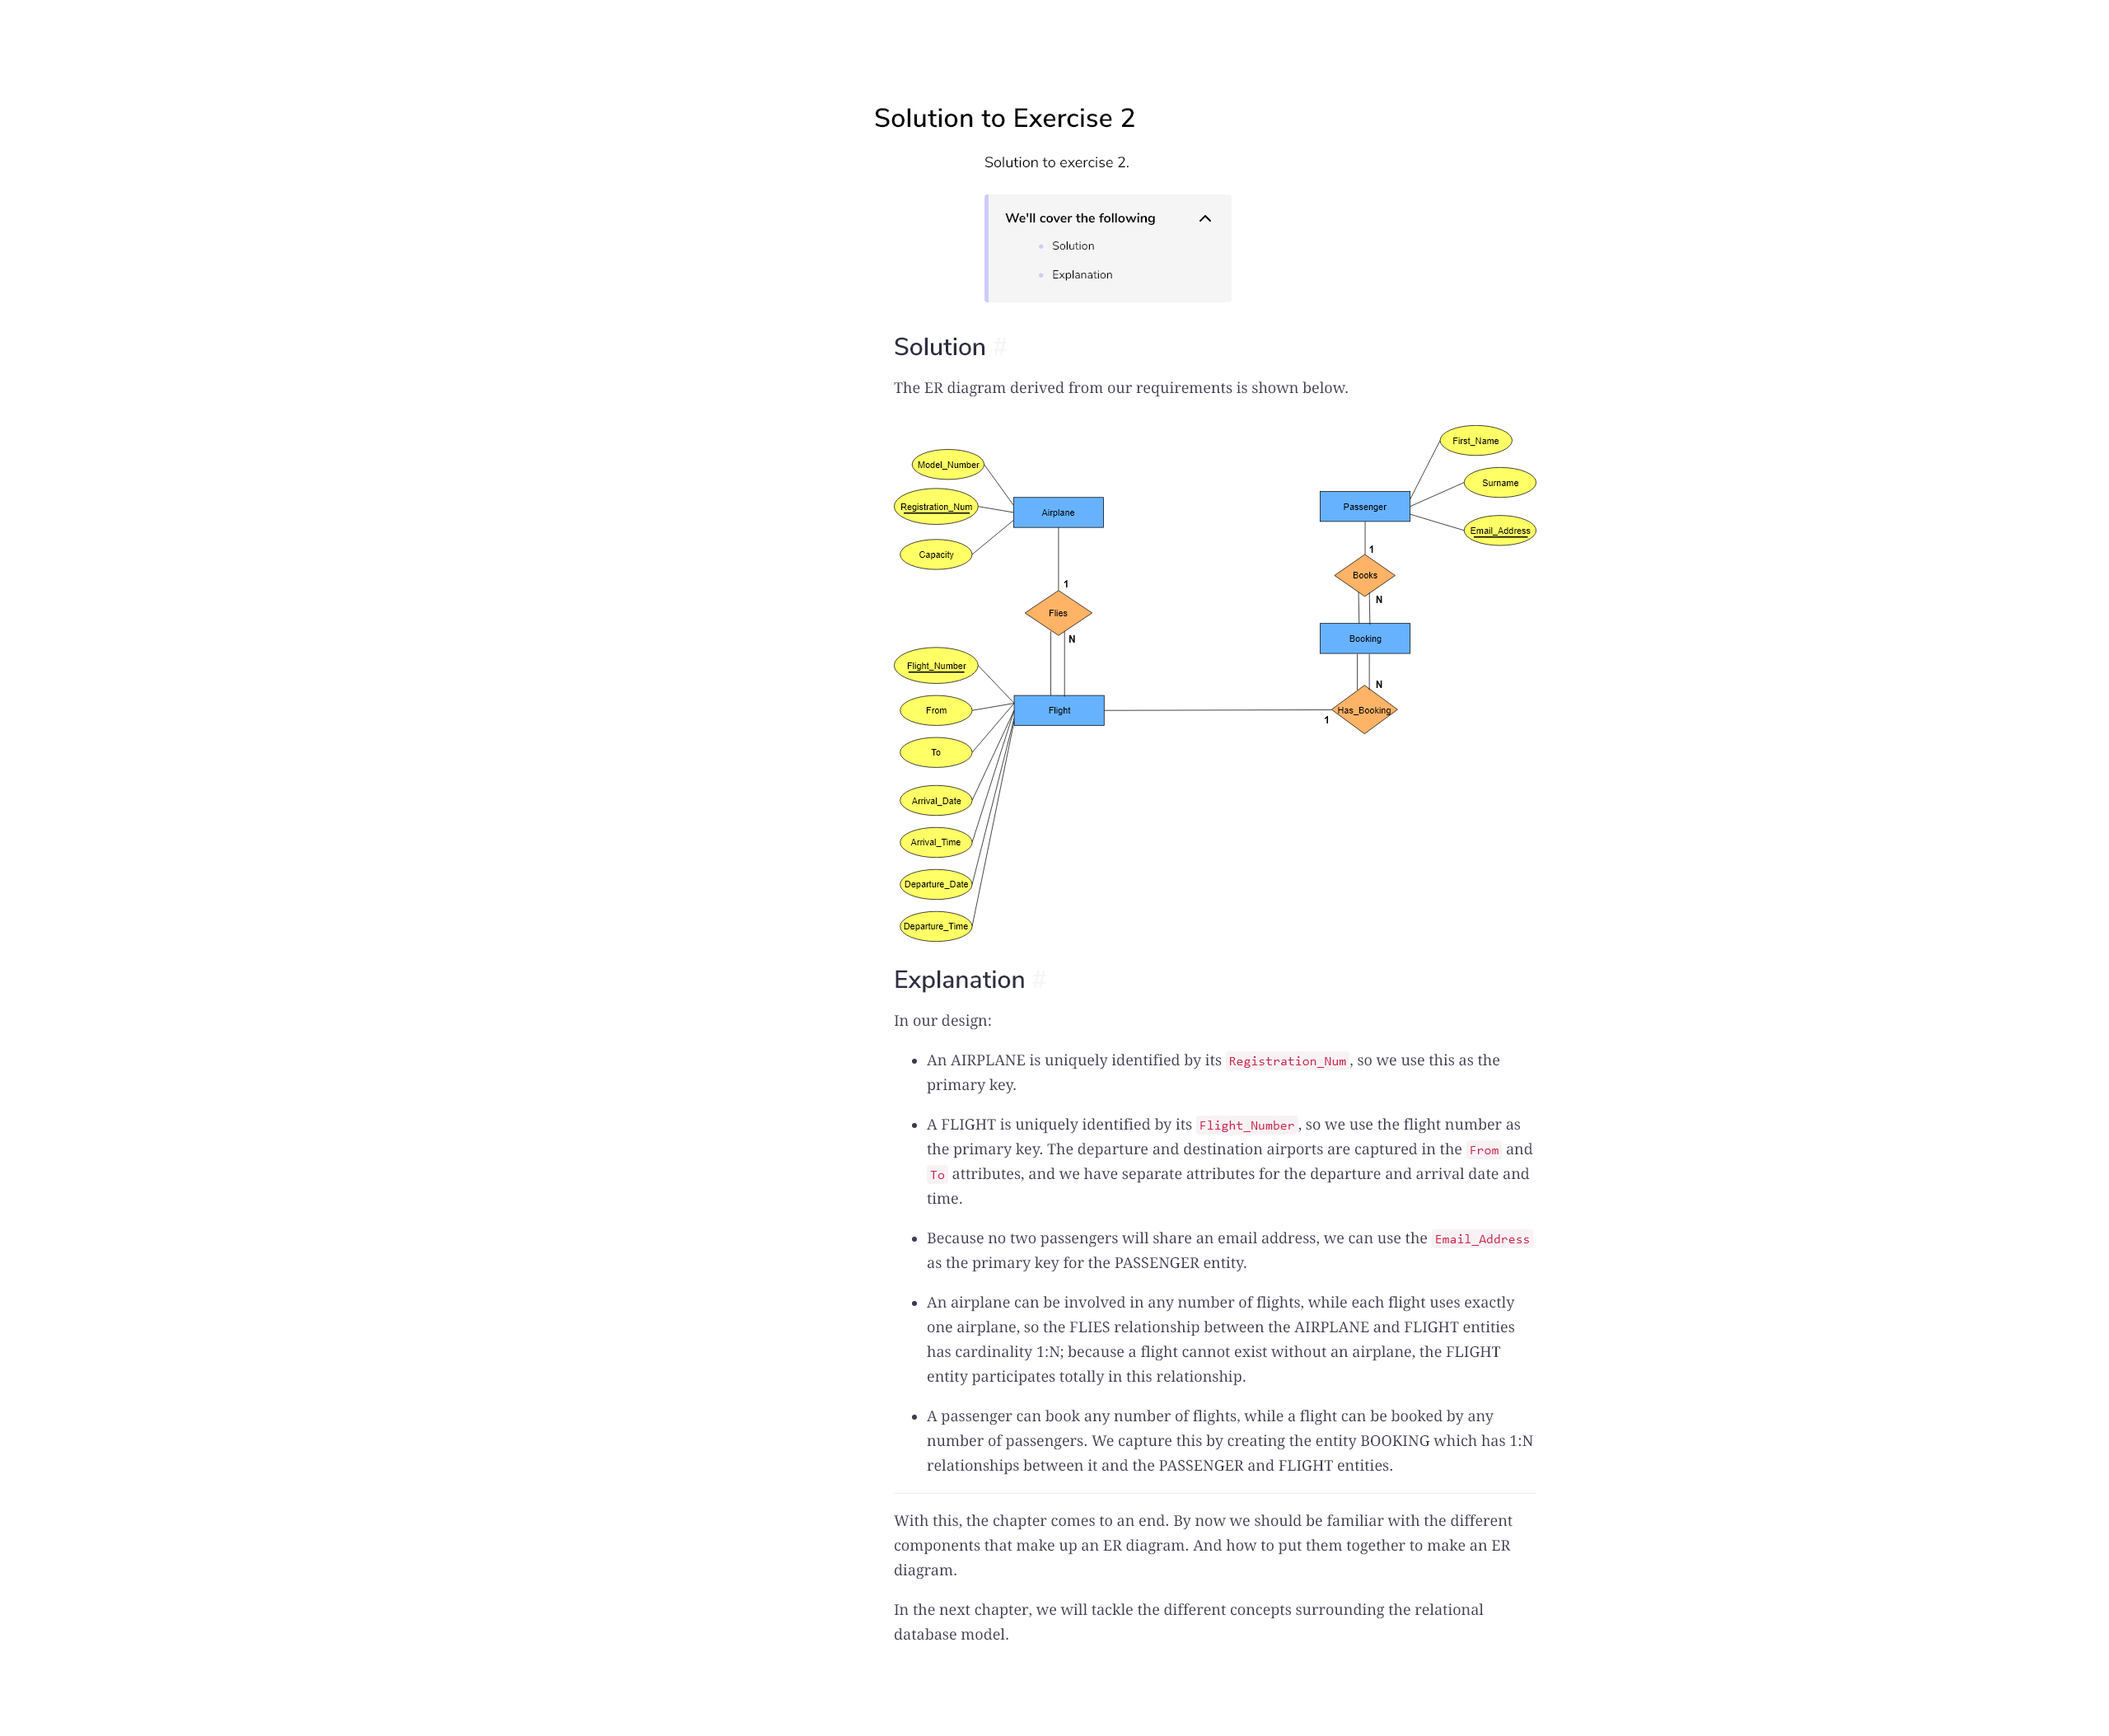 Solution to Exercise 2
Solution to exercise 2.
We'll cover the following
Solution
Explanation
Solution #
The ER diagram derived from our requirements is shown below.
First_Name
Model_Number
Surname
Registration_Num
Airplane
Passenger
Email_Address
1
Capacity
Books
1
N
Flies
N
Booking
Flight_Number
N
From
Flight
Has_Booking
1
To
Arrival_Date
Arrival_Time
Departure_Date
Departure_Time
Explanation #
In our design:
• An AIRPLANE is uniquely identified by its Registration_Num, so we use this as the
primary key.
• A FLIGHT is uniquely identified by its Flight_Number, so we use the flight number as
the primary key. The departure and destination airports are captured in the From and
To attributes, and we have separate attributes for the departure and arrival date and
time.
• Because no two passengers will share an email address, we can use the Email_Address
as the primary key for the PASSENGER entity.
• An airplane can be involved in any number of flights, while each flight uses exactly
one airplane, so the FLIES relationship between the AIRPLANE and FLIGHT entities
has cardinality 1:N; because a flight cannot exist without an airplane, the FLIGHT
entity participates totally in this relationship.
• A passenger can book any number of flights, while a flight can be booked by any
number of passengers. We capture this by creating the entity BOOKING which has 1:N
relationships between it and the PASSENGER and FLIGHT entities.
With this, the chapter comes to an end. By now we should be familiar with the different
components that make up an ER diagram. And how to put them together to make an ER
diagram.
In the next chapter, we will tackle the different concepts surrounding the relational
database model.